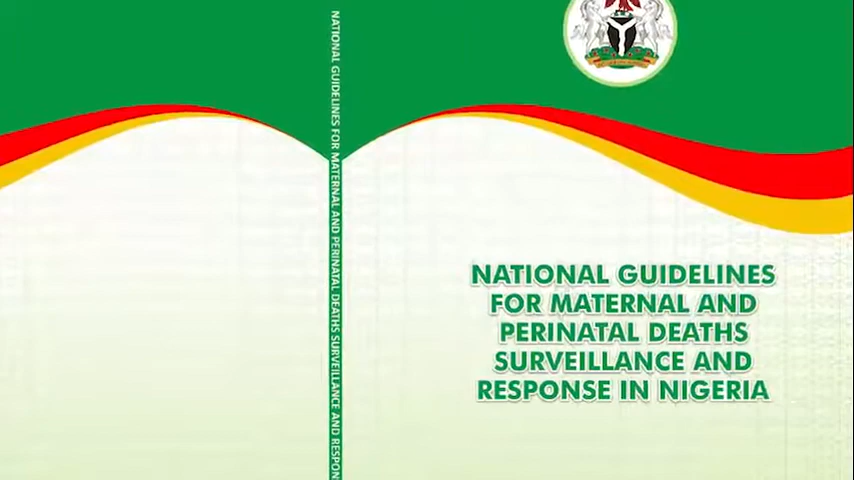 NATIONAL GUIDELINES FOR MATERNAL AND PERINATAL DEATHS SURVEILLANCE AND RESPON
NATIONAL GUIDELINES
FOR MATERNAL AND
PERINATAL DEATHS
SURVEILLANCE AND
RESPONSE IN NIGERIA